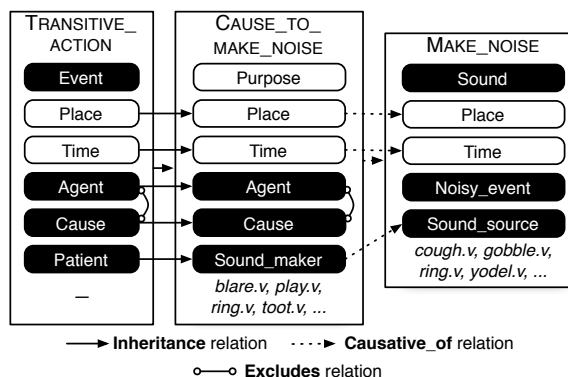 TRANSITIVE_
ACTION
Event
Place
Time
Agent
Cause
Patient
–
CAUSE_TO_
MAKE_NOISE
Purpose
Place
Time
Agent
Cause
Sound_maker
blare.v, play.v,
ring.v, toot.v, ...
MAKE_NOISE
Sound
Place
Time
Noisy_event
Sound_source
cough.v, gobble.v,
ring.v, yodel.v, ...
Inheritance relation
Causative_of relation
Excludes relation